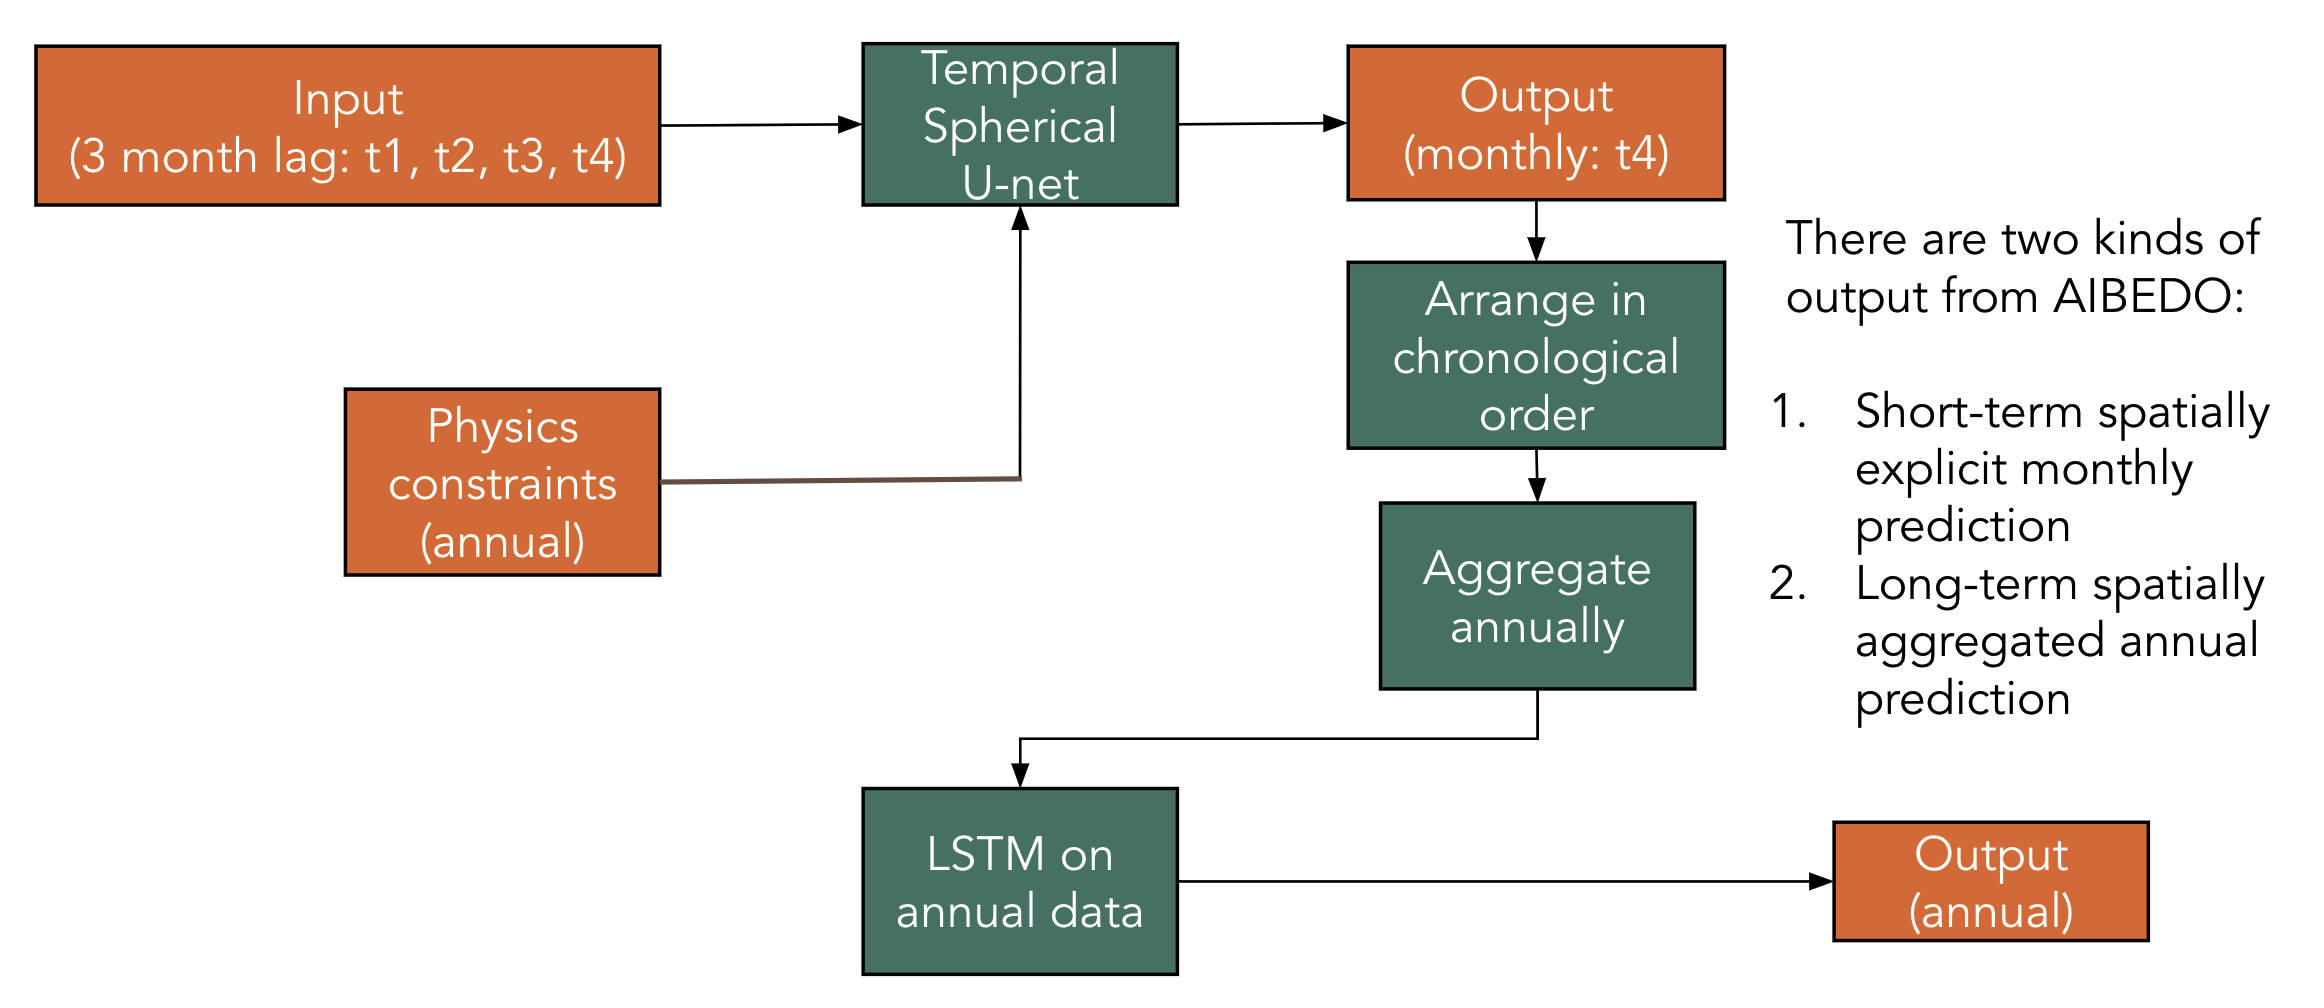 Input
(3 month lag: t1, t2, t3, t4)
Temporal
Spherical
U-net
Output
(monthly: t4)
Physics
constraints
(annual)
Arrange in
chronological
order
Aggregate
annually
LSTM on
annual data
Output
(annual)
There are two kinds of
output from AIBEDO:
1. Short-term spatially
explicit monthly
prediction
2. Long-term spatially
aggregated annual
prediction